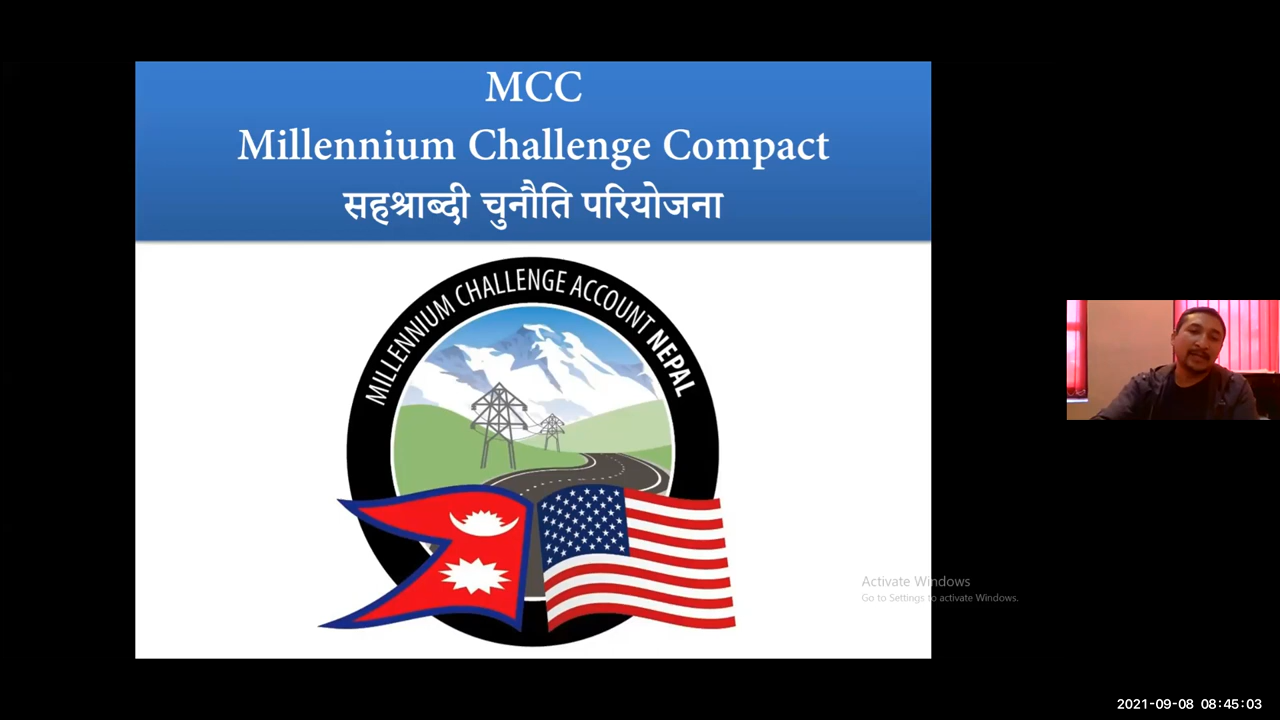 MCC
Millennium Challenge Compact
सहश्राब्दी चुनौति परियोजना
MILLENNIUM CHALLENGE ACCOUNT NEPAL
Activate Windows
Go to Settings to activate Windows.
2021-09-08 08:45:03